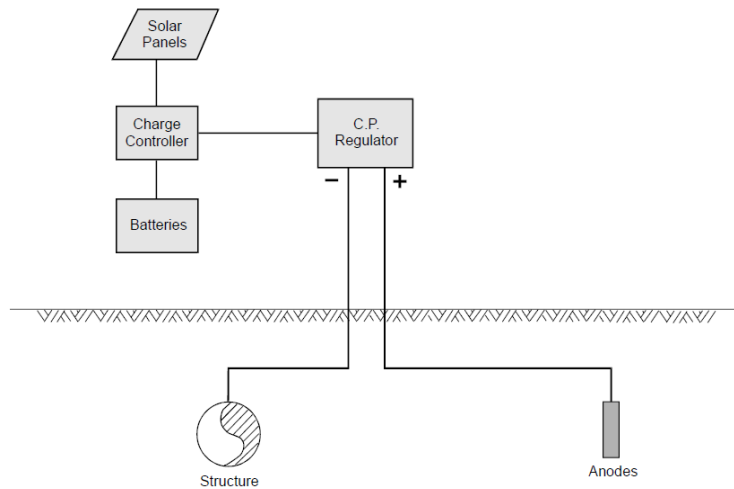 Solar
Panels
Charge
Controller
C.P.
Regulator
− +
Batteries
Structure
Anodes